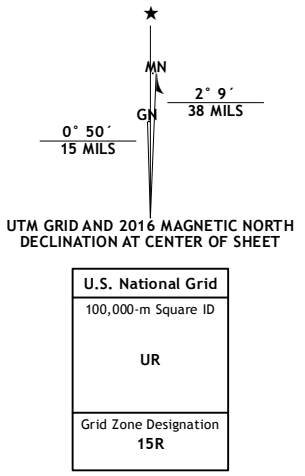 ★
MN
GN
2° 9´
38 MILS
0° 50´
15 MILS
UTM GRID AND 2016 MAGNETIC NORTH
DECLINATION AT CENTER OF SHEET
U.S. National Grid
100,000-m Square ID
UR
Grid Zone Designation
15R